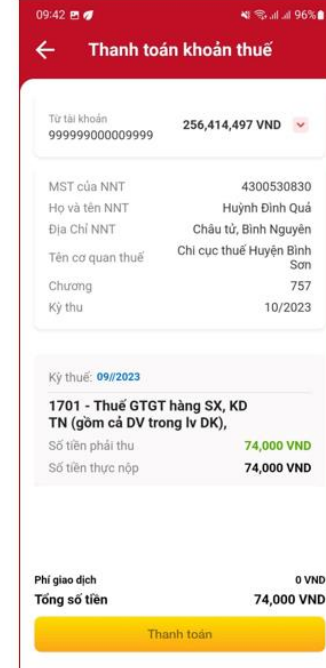 09:42 96%
Thanh toán khoản thuế
Từ tài khoản
999999000009999 256,414,497 VND
MST của NNT 4300530830
Họ và tên NNT Huỳnh Đình Quả
Địa Chỉ NNT Châu tử, Bình Nguyên
Tên cơ quan thuế Chi cục thuế Huyện Bình
Sơn
Chương 757
Kỳ thu 10/2023
Kỳ thuế: 09//2023
1701 - Thuế GTGT hàng SX, KD
TN (gồm cả DV trong lv DK),
Số tiền phải thu 74,000 VND
Số tiền thực nộp 74,000 VND
Phí giao dịch 0 VND
Tổng số tiền 74,000 VND
Thanh toán